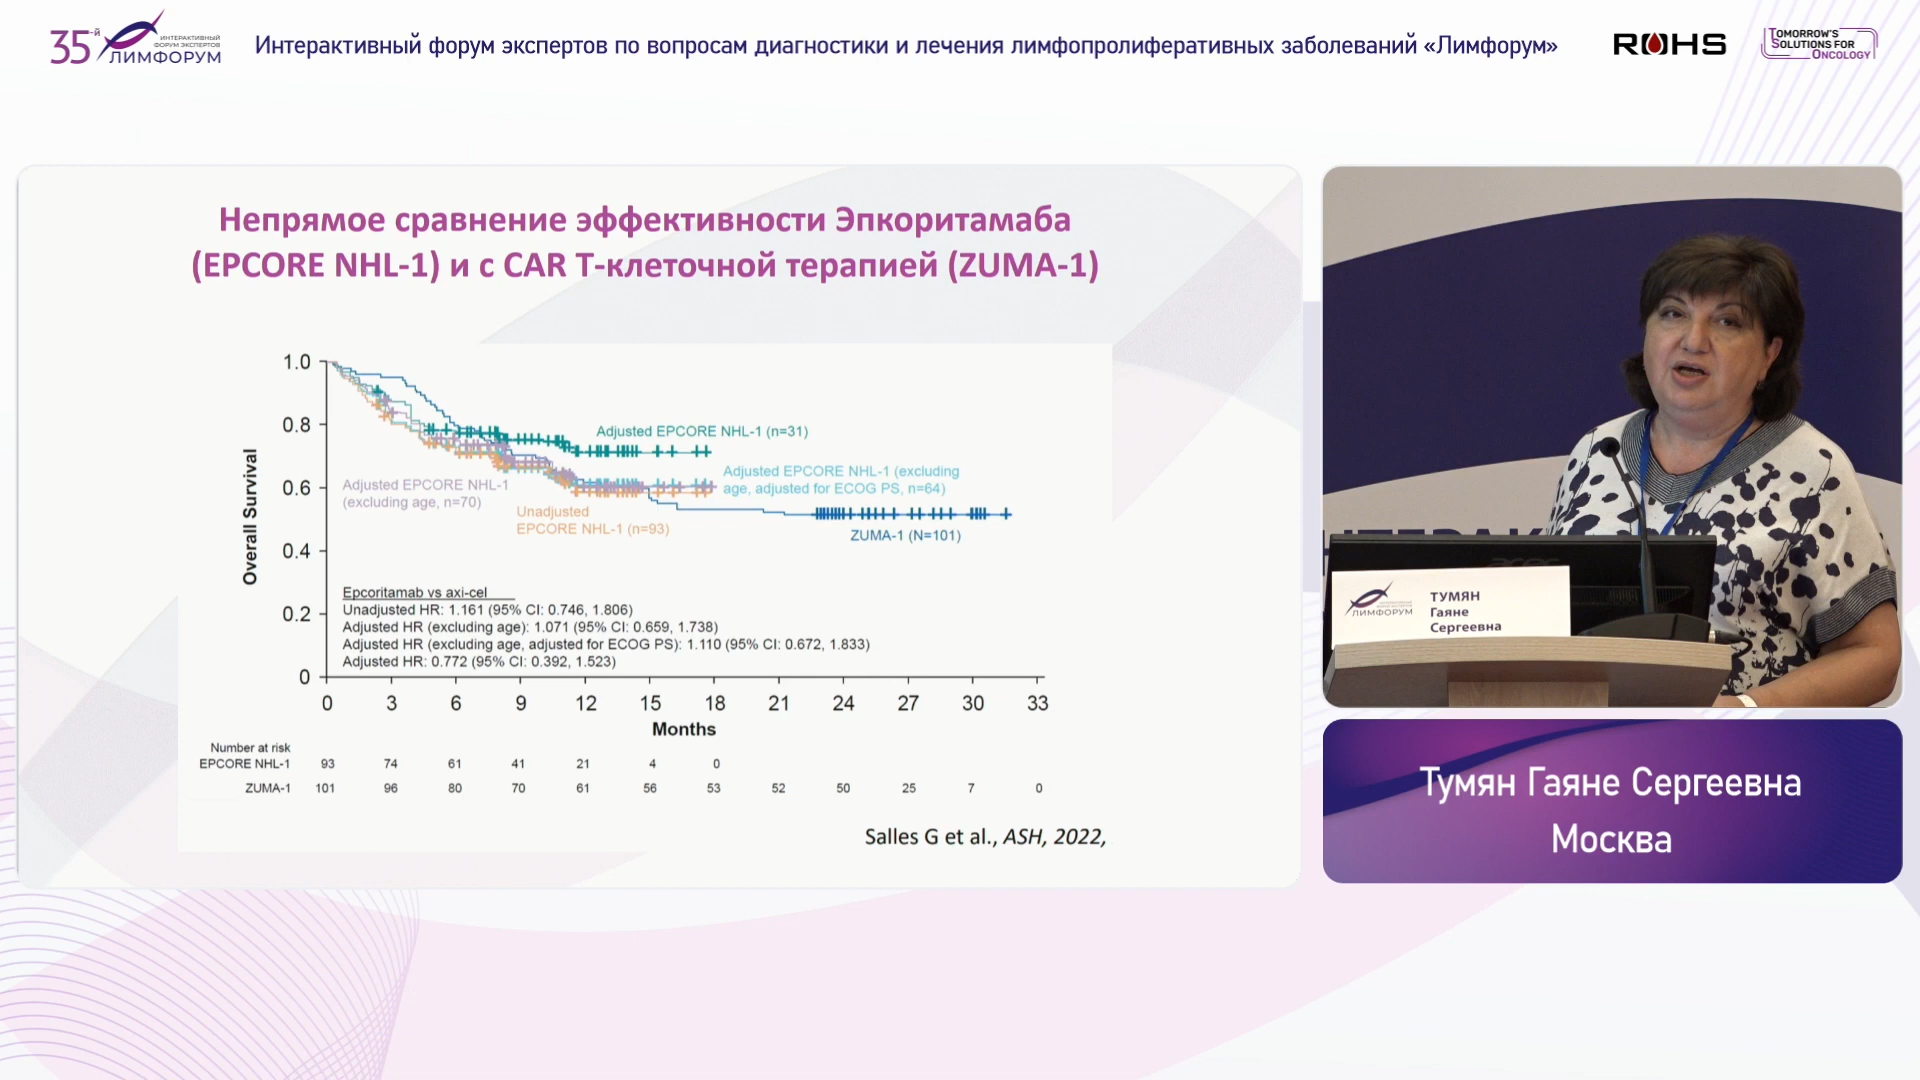 35-й
ИНТЕРАКТИВНЫЙ
ФОРУМ ЭКСПЕРТОВ
ЛИМФОРУМ
Интерактивный форум экспертов по вопросам диагностики и лечения лимфопролиферативных заболеваний «Лимфорум»
ROHS
TOMORROW'S
SOLUTIONS FOR
ONCOLOGY
Непрямое сравнение эффективности Эпкоритамаба
(EPCORE NHL-1) и с CAR Т-клеточной терапией (ZUMA-1)
Overall Survival
1.0
0.8
0.6
0.4
0.2
0
Adjusted EPCORE NHL-1 (n=31)
Adjusted EPCORE NHL-1 (excluding
age, adjusted for ECOG PS, n=64)
Adjusted EPCORE NHL-1
(excluding age, n=70)
Unadjusted
EPCORE NHL-1 (n=93)
ZUMA-1 (N=101)
Epcoritamab vs axi-cel
Unadjusted HR: 1.161 (95% CI: 0.746, 1.806)
Adjusted HR (excluding age): 1.071 (95% CI: 0.659, 1.738)
Adjusted HR (excluding age, adjusted for ECOG PS): 1.110 (95% CI: 0.672, 1.833)
Adjusted HR: 0.772 (95% CI: 0.392, 1.523)
0 3 6 9 12 15 18 21 24 27 30 33
Months
Number at risk
EPCORE NHL-1 93 74 61 41 21 4 0
ZUMA-1 101 96 80 70 61 56 53 52 50 25 7 0
Salles G et al., ASH, 2022,
acer
ЛИМФОРУМ
ТУМЯН
Гаяне
Сергеевна
Тумян Гаяне Сергеевна
Москва